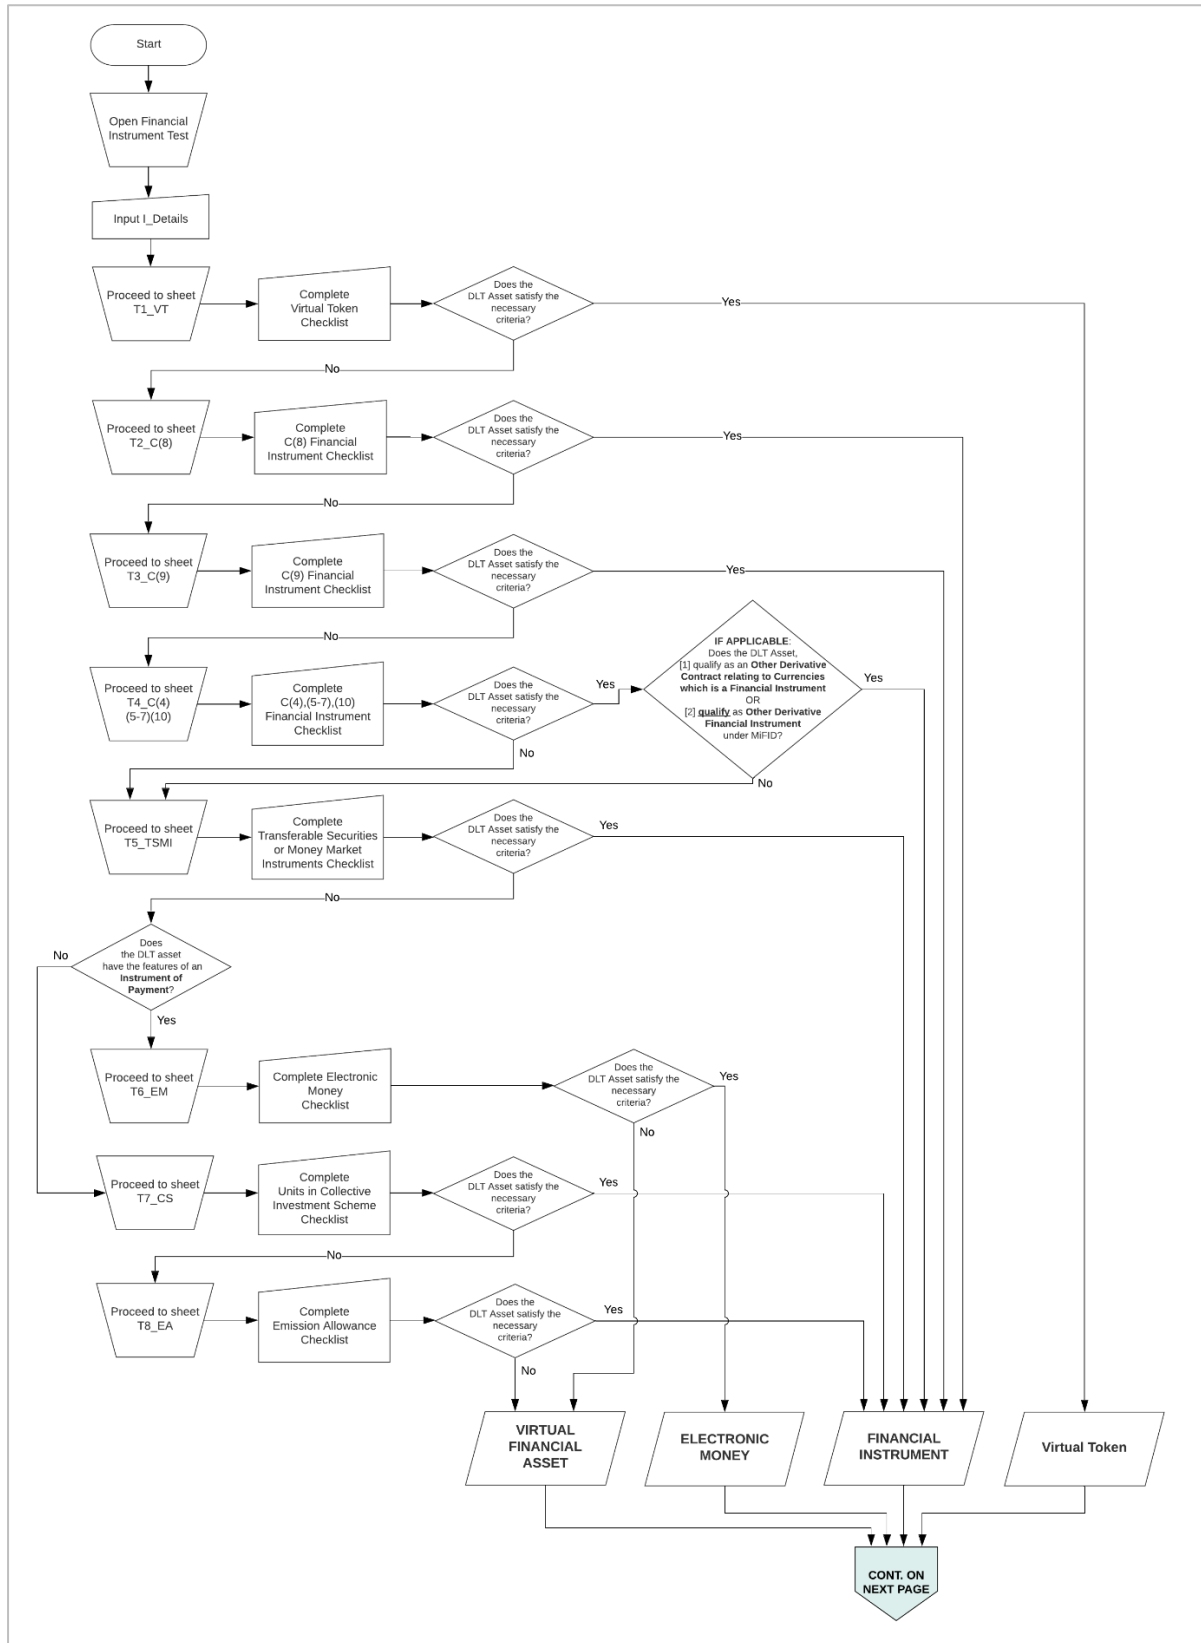 Start
Open Financial
Instrument Test
Input I_Details
Proceed to sheet
T1_VT
Complete
Virtual Token
Checklist
Does the
DLT Asset satisfy the
necessary
criteria?
Yes
No
Proceed to sheet
T2_C(8)
Complete
C(8) Financial
Instrument Checklist
Does the
DLT Asset satisfy the
necessary
criteria?
Yes
No
Proceed to sheet
T3_C(9)
Complete
C(9) Financial
Instrument Checklist
Does the
DLT Asset satisfy the
necessary
criteria?
Yes
No
Proceed to sheet
T4_C(4)
(5-7)(10)
Complete
C(4),(5-7),(10)
Financial Instrument
Checklist
Does the
DLT Asset satisfy the
necessary
criteria?
Yes
No
IF APPLICABLE:
Does the DLT Asset,
[1] qualify as an Other Derivative
Contract relating to Currencies
which is a Financial Instrument
OR
[2] qualify as Other Derivative
Financial Instrument
under MiFID?
Yes
No
Proceed to sheet
T5_TSMI
Complete
Transferable Securities
or Money Market
Instruments Checklist
Does the
DLT Asset satisfy the
necessary
criteria?
Yes
No
Does
the DLT asset
have the features of an
Instrument of
Payment?
No
Yes
Proceed to sheet
T6_EM
Complete Electronic
Money
Checklist
Does the
DLT Asset satisfy the
necessary
criteria?
Yes
No
Proceed to sheet
T7_CS
Complete
Units in Collective
Investment Scheme
Checklist
Does the
DLT Asset satisfy the
necessary
criteria?
Yes
No
Proceed to sheet
T8_EA
Complete
Emission Allowance
Checklist
Does the
DLT Asset satisfy the
necessary
criteria?
Yes
No
VIRTUAL
FINANCIAL
ASSET
ELECTRONIC
MONEY
FINANCIAL
INSTRUMENT
Virtual Token
CONT. ON
NEXT PAGE